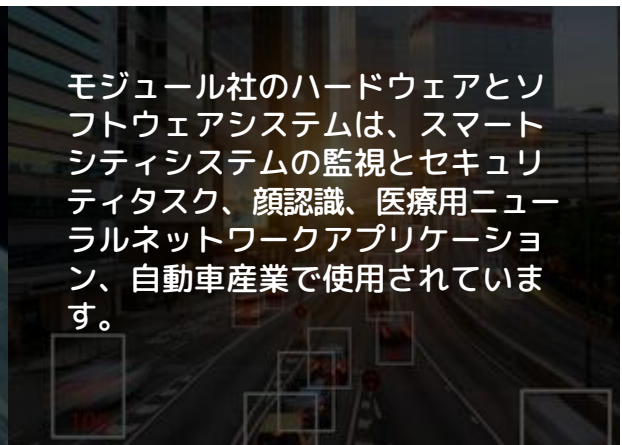 モジュール社のハードウェアとソ
フトウェアシステムは、スマート
シティシステムの監視とセキュリ
ティタスク、顔認識、医療用ニュー
ラルネットワークアプリケーショ
ン、自動車産業で使用されていま
す。